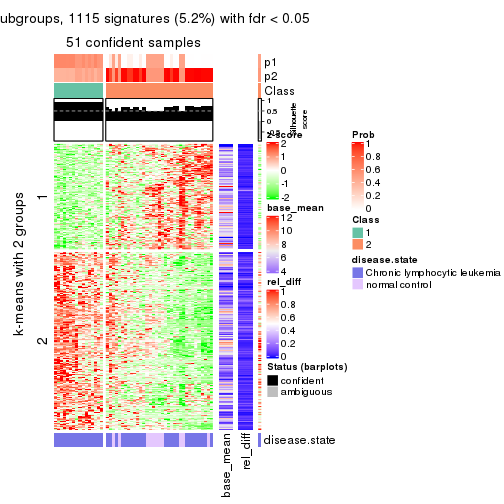 ubgroups, 1115 signatures (5.2%) with fdr < 0.05
51 confident samples
p1
p2
Class
1
0.5
0
Silhouette
score
k-means with 2 groups
1
2
z-score
2
1
0
-1
-2
base_mean
12
10
8
6
4
rel_diff
1
0.8
0.6
0.4
0.2
0
Status (barplots)
confident
ambiguous
Prob
1
0.8
0.6
0.4
0.2
0
Class
1
2
disease.state
Chronic lymphocytic leukemia
normal control
disease.state
base_mean
rel_diff